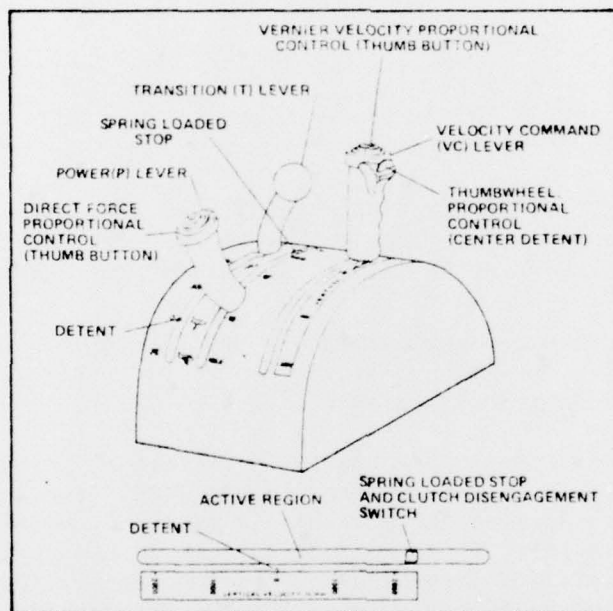 VERNIER VELOCITY PROPORTIONAL
CONTROL (THUMB BUTTON)
TRANSITION (T) LEVER
SPRING LOADED
STOP
VELOCITY COMMAND
(VC) LEVER
POWER(P) LEVER
THUMBWHEEL
PROPORTIONAL
CONTROL
(CENTER DETENT)
DIRECT FORCE
PROPORTIONAL
CONTROL
(THUMB BUTTON)
DETENT
SPRING LOADED STOP
AND CLUTCH DISENGAGEMENT
SWITCH
ACTIVE REGION
DETENT
VERTICAL VELOCITY